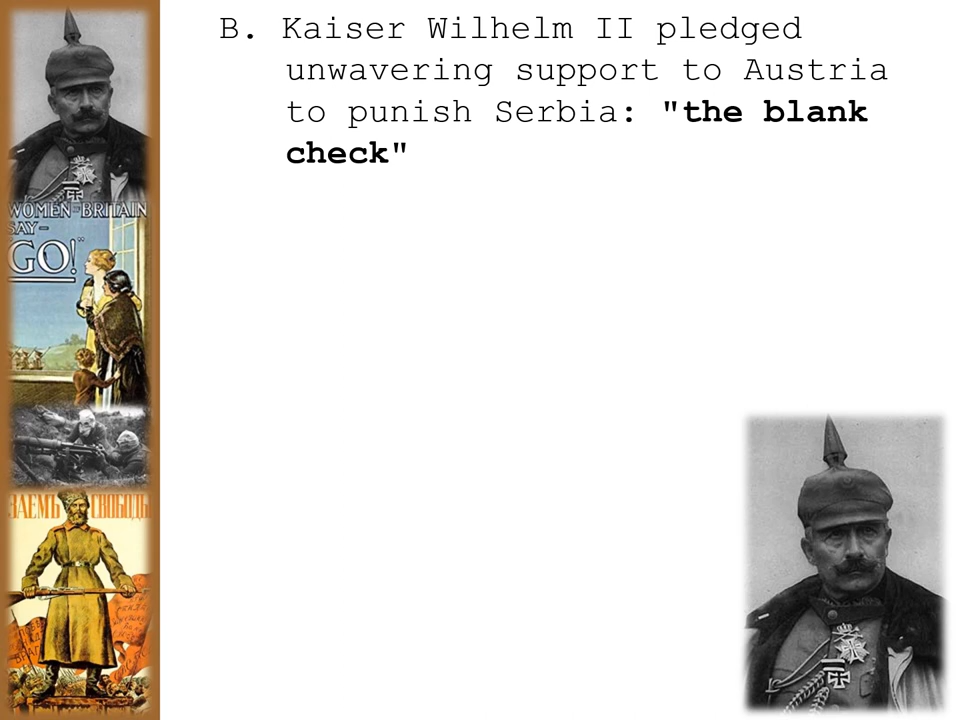 B. Kaiser Wilhelm II pledged
unwavering support to Austria
to punish Serbia: "the blank
check"
WOMEN OF BRITAIN
SAY—
"GO!"
ЗАЕМЪ СВОБОДЫ